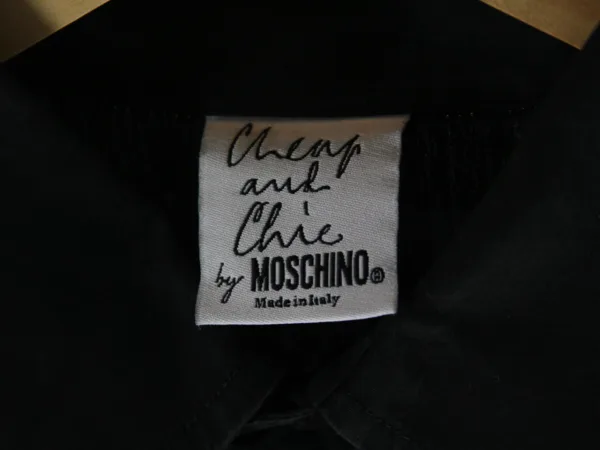 Cheap
and
Chic
by MOSCHINO®
Made in Italy